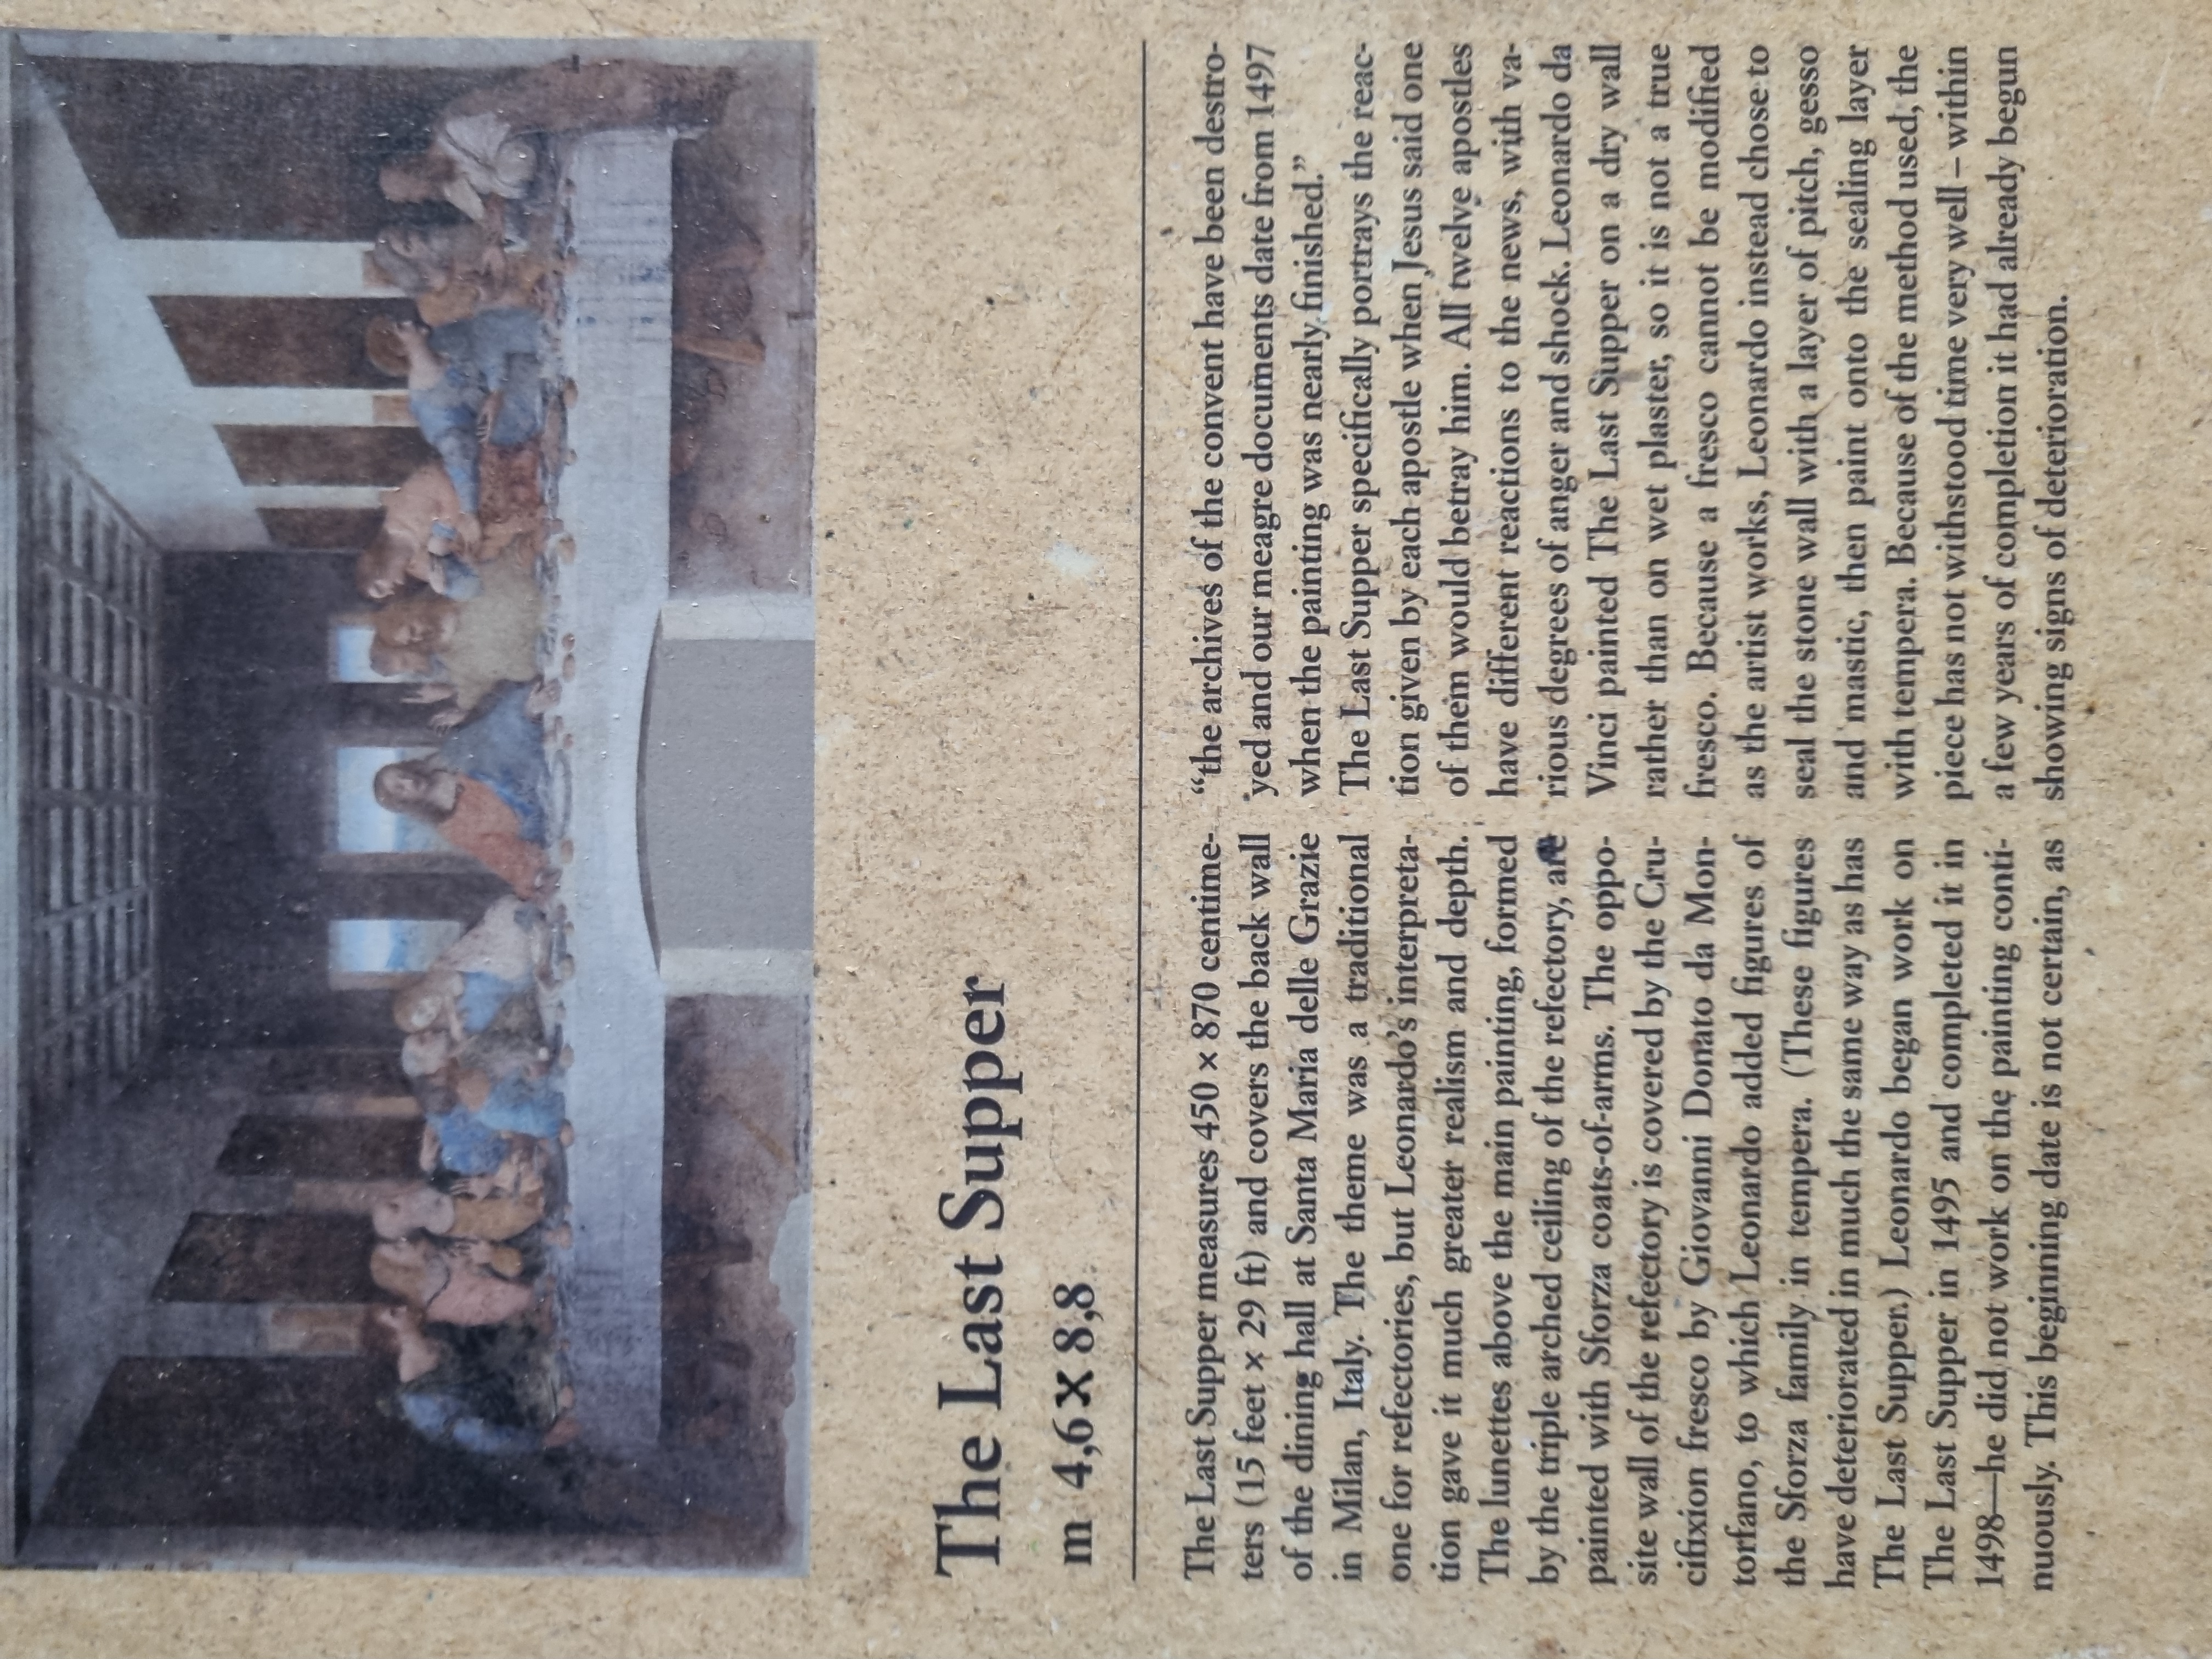 The Last Supper
m 4,6 x 8,8
The Last Supper measures 450 × 870 centime-
ters (15 feet × 29 ft) and covers the back wall
of the dining hall at Santa Maria delle Grazie
in Milan, Italy. The theme was a traditional
one for refectories, but Leonardo's interpreta-
tion gave it much greater realism and depth.
The lunettes above the main painting, formed
by the triple arched ceiling of the refectory, are
painted with Sforza coats-of-arms. The oppo-
site wall of the refectory is covered by the Cru-
cifixion fresco by Giovanni Donato da Mon-
torfano, to which Leonardo added figures of
the Sforza family in tempera. (These figures
have deteriorated in much the same way as has
The Last Supper.) Leonardo began work on
The Last Supper in 1495 and completed it in
1498—he did not work on the painting conti-
nuously. This beginning date is not certain, as
“the archives of the convent have been destro-
yed and our meagre documents date from 1497
when the painting was nearly finished.”
The Last Supper specifically portrays the reac-
tion given by each apostle when Jesus said one
of them would betray him. All twelve apostles
have different reactions to the news, with va-
rious degrees of anger and shock. Leonardo da
Vinci painted The Last Supper on a dry wall
rather than on wet plaster, so it is not a true
fresco. Because a fresco cannot be modified
as the artist works, Leonardo instead chose to
seal the stone wall with a layer of pitch, gesso
and mastic, then paint onto the sealing layer
with tempera. Because of the method used, the
piece has not withstood time very well – within
a few years of completion it had already begun
showing signs of deterioration.